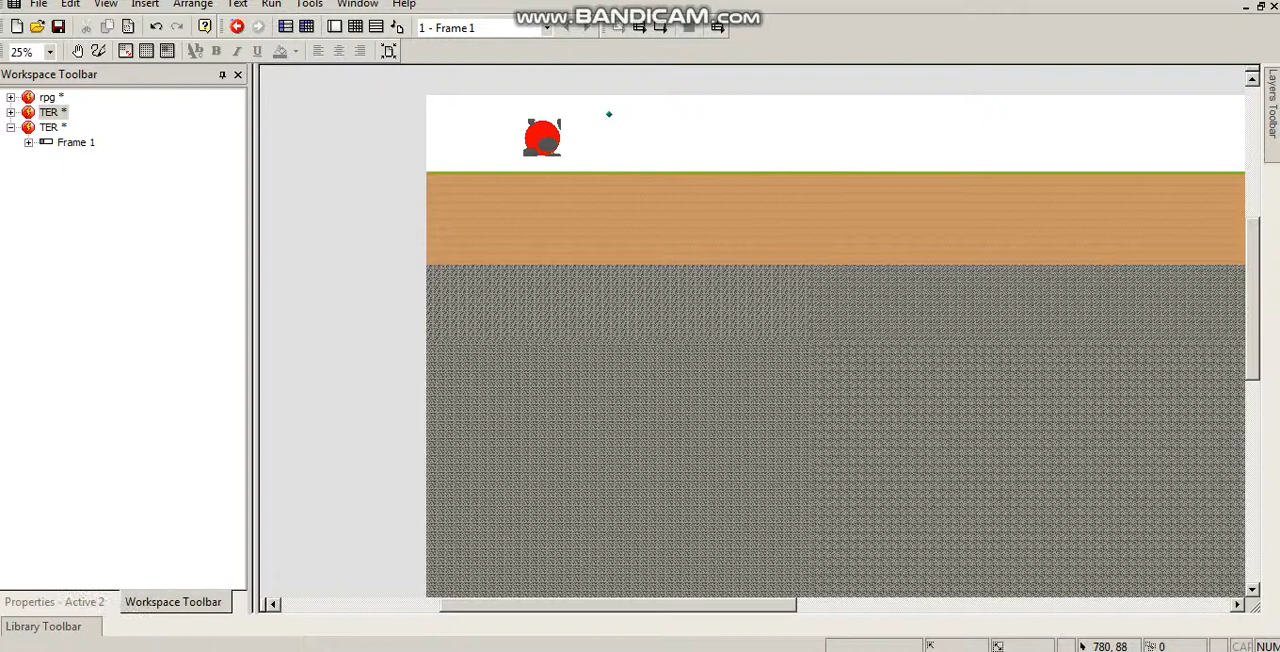 File Edit View Insert Arrange Text Run Tools Window Help
www.BANDICAM.com
1 - Frame 1
25%
B I U
Workspace Toolbar
rpg *
TER *
TER *
Frame 1
Layers Toolbar
Properties - Active 2 Workspace Toolbar
Library Toolbar
780, 88 0 CAP NUM